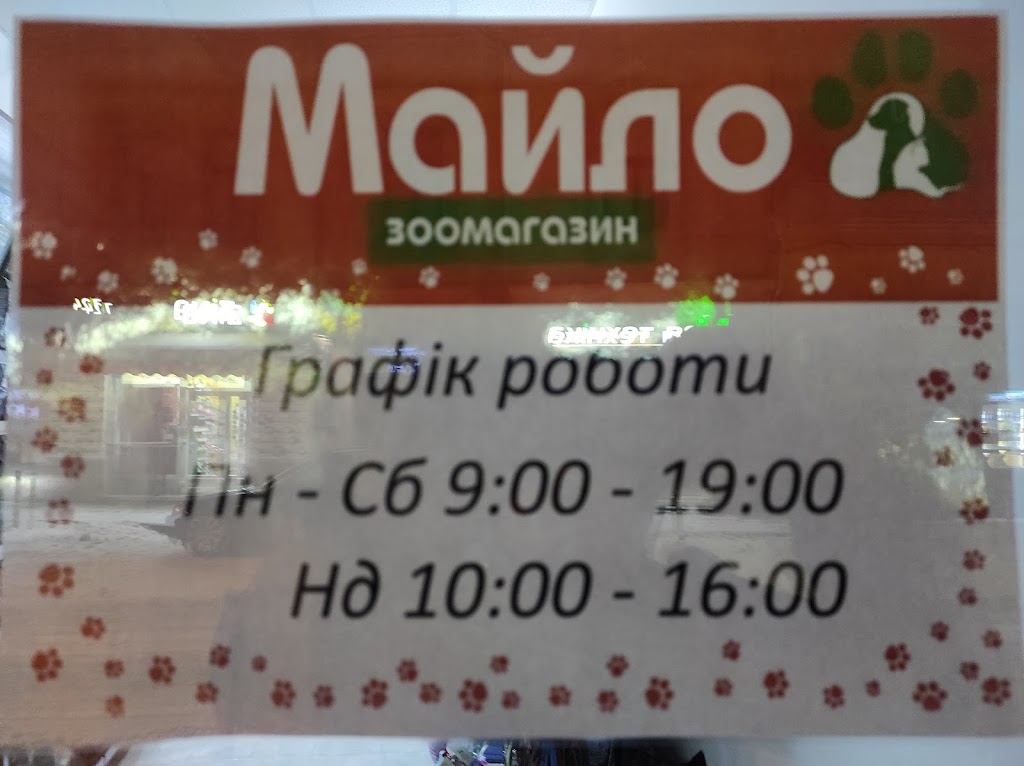 Майло
зоомагазин
Графік роботи
Пн - Сб 9:00 - 19:00
Нд 10:00 - 16:00